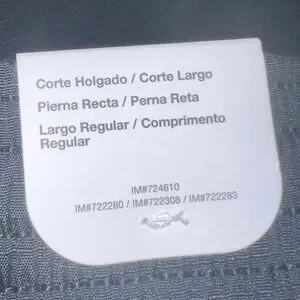 Corte Holgado / Corte Largo
Pierna Recta / Perna Reta
Largo Regular / Comprimento
Regular
IM#724610
IM#722280 / IM#722308 / IM#722283